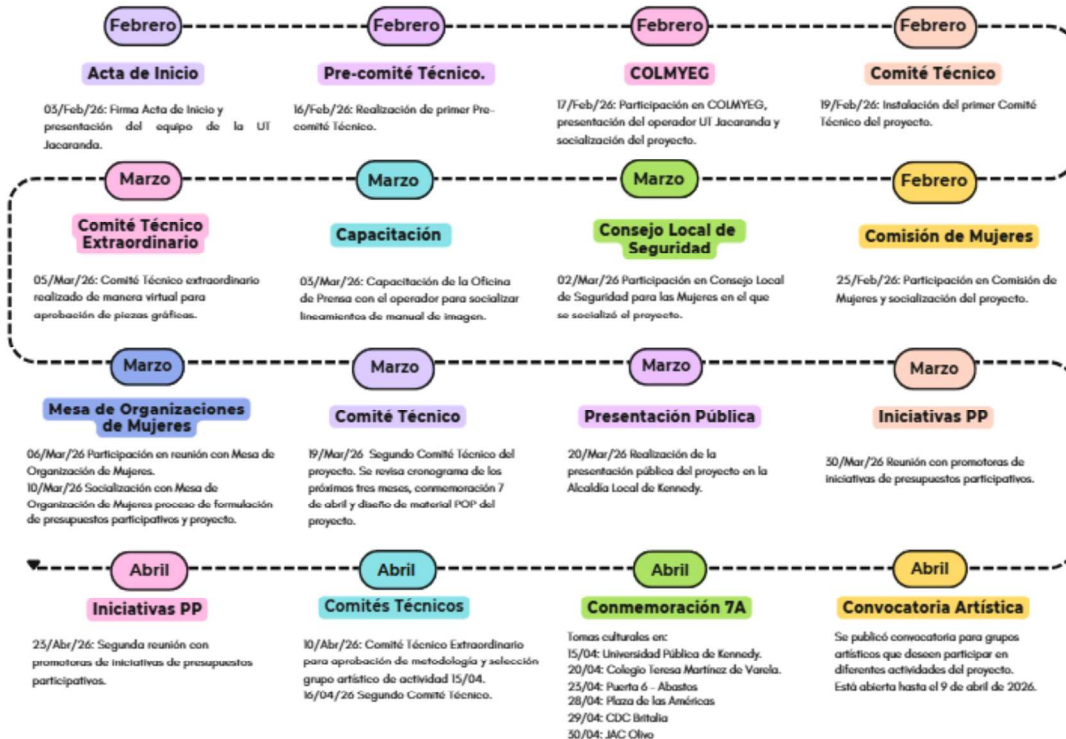 Febrero
Febrero
Febrero
Febrero
Acta de Inicio
Pre-comité Técnico.
COLMYEG
Comité Técnico
03/Feb/26: Firma Acta de Inicio y
presentación del equipo de la UT
Jacaranda.
16/Feb/26: Realización de primer Pre-
comité Técnico.
17/Feb/26: Participación en COLMYEG,
presentación del operador UT Jacaranda y
socialización del proyecto.
19/Feb/26: Instalación del primer Comité
Técnico del proyecto.
Marzo
Marzo
Marzo
Febrero
Comité Técnico
Extraordinario
Capacitación
Consejo Local de
Seguridad
Comisión de Mujeres
05/Mar/26: Comité Técnico extraordinario
realizado de manera virtual para
aprobación de piezas gráficas.
03/Mar/26: Capacitación de la Oficina
de Prensa con el operador para socializar
lineamientos de manual de imagen.
02/Mar/26 Participación en Consejo Local
de Seguridad para las Mujeres en el que
se socializó el proyecto.
25/Feb/26: Participación en Comisión de
Mujeres y socialización del proyecto.
Marzo
Marzo
Marzo
Marzo
Mesa de Organizaciones
de Mujeres
Comité Técnico
Presentación Pública
Iniciativas PP
06/Mar/26 Participación en reunión con Mesa de
Organización de Mujeres.
10/Mar/26 Socialización con Mesa de
Organización de Mujeres proceso de formulación
de presupuestos participativos y proyecto.
19/Mar/26 Segundo Comité Técnico del
proyecto. Se revisa cronograma de los
próximos tres meses, conmemoración 7
de abril y diseño de material POP del
proyecto.
20/Mar/26 Realización de la
presentación pública del proyecto en la
Alcaldía Local de Kennedy.
30/Mar/26 Reunión con promotoras de
iniciativas de presupuestos participativos.
Abril
Abril
Abril
Abril
Iniciativas PP
Comités Técnicos
Conmemoración 7A
Convocatoria Artística
23/Abr/26: Segunda reunión con
promotoras de iniciativas de presupuestos
participativos.
10/Abr/26: Comité Técnico Extraordinario
para aprobación de metodología y selección
grupo artístico de actividad 15/04.
16/04/26 Segundo Comité Técnico.
Tomas culturales en:
15/04: Universidad Pública de Kennedy.
20/04: Colegio Teresa Martínez de Varela.
23/04: Puerta 6 - Abastos
28/04: Plaza de las Américas
29/04: CDC Britalia
30/04: JAC Olivo
Se publicó convocatoria para grupos
artísticos que deseen participar en
diferentes actividades del proyecto.
Está abierta hasta el 9 de abril de 2026.